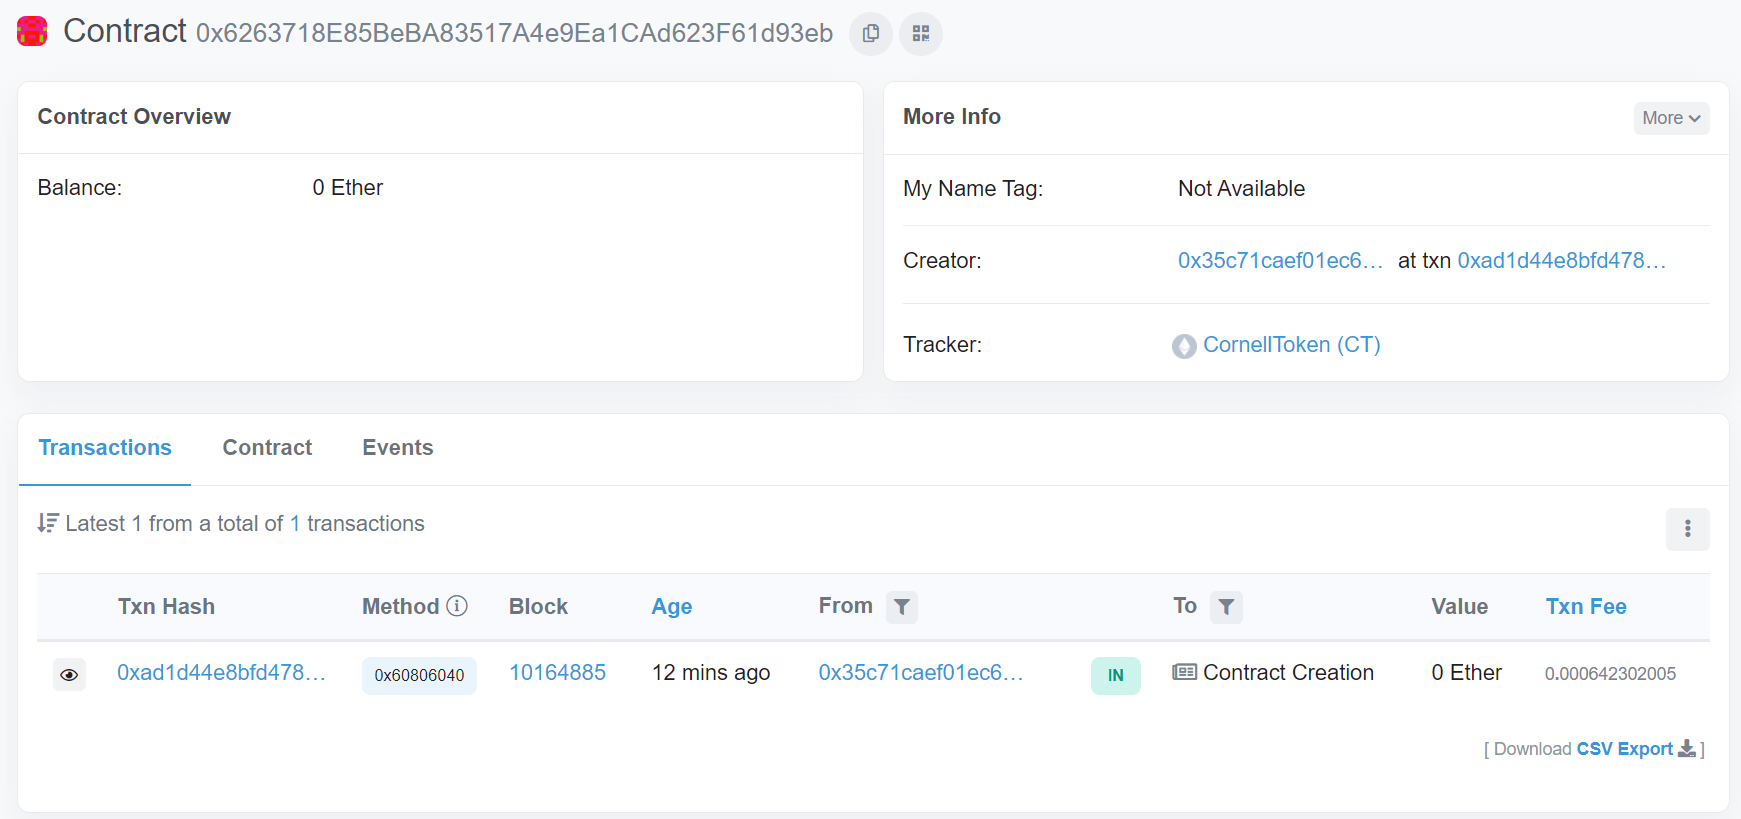 Contract 0x6263718E85BeBA83517A4e9Ea1CAd623F61d93eb
Contract Overview
Balance: 0 Ether
More Info More
My Name Tag: Not Available
Creator: 0x35c71caef01ec6... at txn 0xad1d44e8bfd478...
Tracker: CornellToken (CT)
Transactions Contract Events
Latest 1 from a total of 1 transactions
Txn Hash Method Block Age From To Value Txn Fee
0xad1d44e8bfd478... 0x60806040 10164885 12 mins ago 0x35c71caef01ec6... IN Contract Creation 0 Ether 0.000642302005
[ Download CSV Export ]